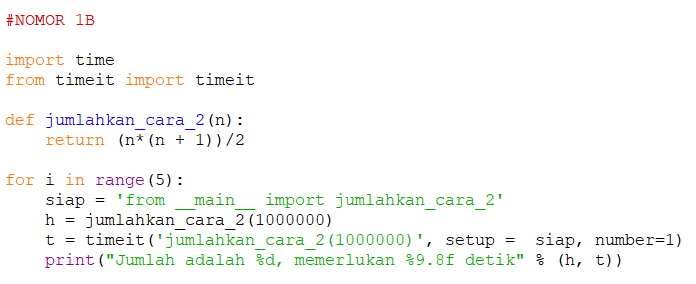 #NOMOR 1B
import time
from timeit import timeit
def jumlahkan_cara_2(n):
    return (n*(n + 1))/2
for i in range(5):
    siap = 'from __main__ import jumlahkan_cara_2'
    h = jumlahkan_cara_2(1000000)
    t = timeit('jumlahkan_cara_2(1000000)', setup =  siap, number=1)
    print("Jumlah adalah %d, memerlukan %9.8f detik" % (h, t))